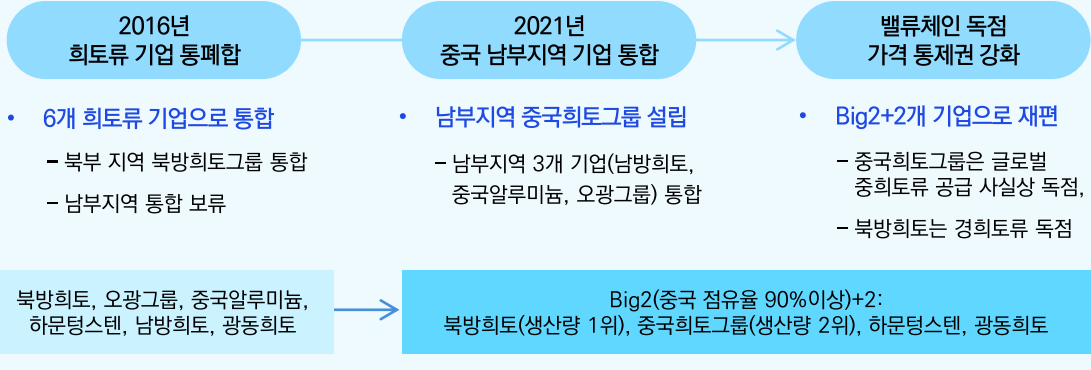 2016년
희토류 기업 통폐합
2021년
중국 남부지역 기업 통합
밸류체인 독점
가격 통제권 강화
• 6개 희토류 기업으로 통합
– 북부 지역 북방희토그룹 통합
– 남부지역 통합 보류
• 남부지역 중국희토그룹 설립
– 남부지역 3개 기업(남방희토,
중국알루미늄, 오광그룹) 통합
• Big2+2개 기업으로 재편
– 중국희토그룹은 글로벌
중희토류 공급 사실상 독점,
– 북방희토는 경희토류 독점
북방희토, 오광그룹, 중국알루미늄,
하문텅스텐, 남방희토, 광동희토
Big2(중국 점유율 90%이상)+2:
북방희토(생산량 1위), 중국희토그룹(생산량 2위), 하문텅스텐, 광동희토